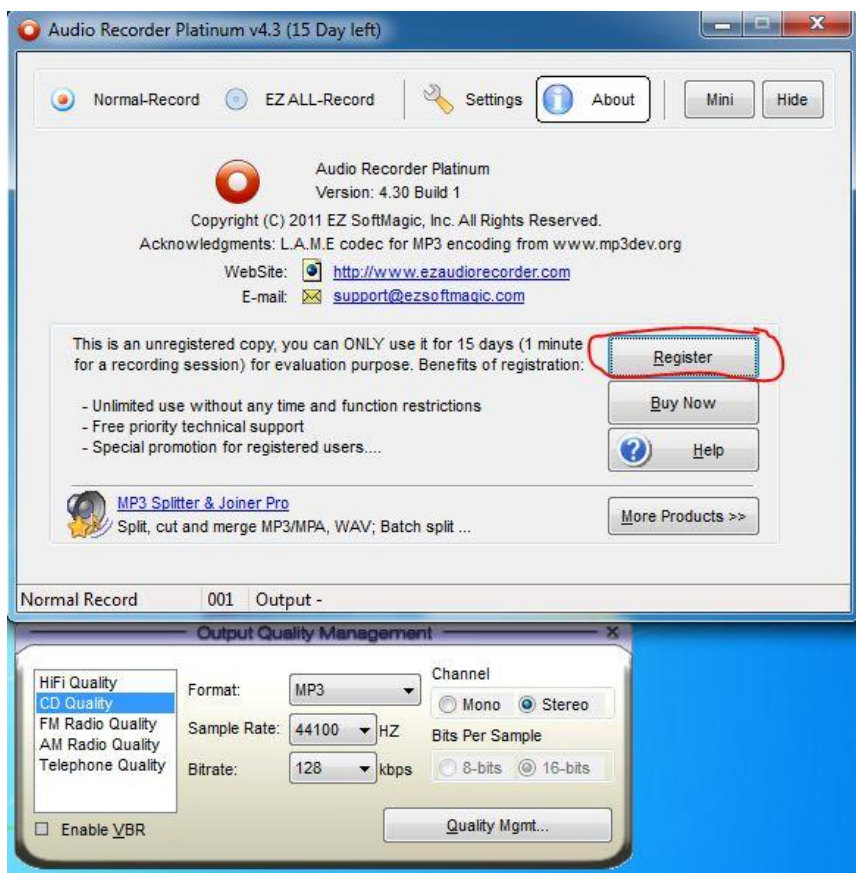 Audio Recorder Platinum v4.3 (15 Day left)
Normal-Record EZ ALL-Record Settings About Mini Hide
Audio Recorder Platinum
Version: 4.30 Build 1
Copyright (C) 2011 EZ SoftMagic, Inc. All Rights Reserved.
Acknowledgments: L.A.M.E codec for MP3 encoding from www.mp3dev.org
WebSite: http://www.ezaudiorecorder.com
E-mail: support@ezsoftmagic.com
This is an unregistered copy, you can ONLY use it for 15 days (1 minute
for a recording session) for evaluation purpose. Benefits of registration:
Register
- Unlimited use without any time and function restrictions
- Free priority technical support
- Special promotion for registered users....
Buy Now
Help
MP3 Splitter & Joiner Pro
Split, cut and merge MP3/MPA, WAV; Batch split ...
More Products >>
Normal Record 001 Output -
Output Quality Management
HiFi Quality
CD Quality
FM Radio Quality
AM Radio Quality
Telephone Quality
Enable VBR
Format: MP3
Sample Rate: 44100 HZ
Bitrate: 128 kbps
Channel
Mono Stereo
Bits Per Sample
8-bits 16-bits
Quality Mgmt...